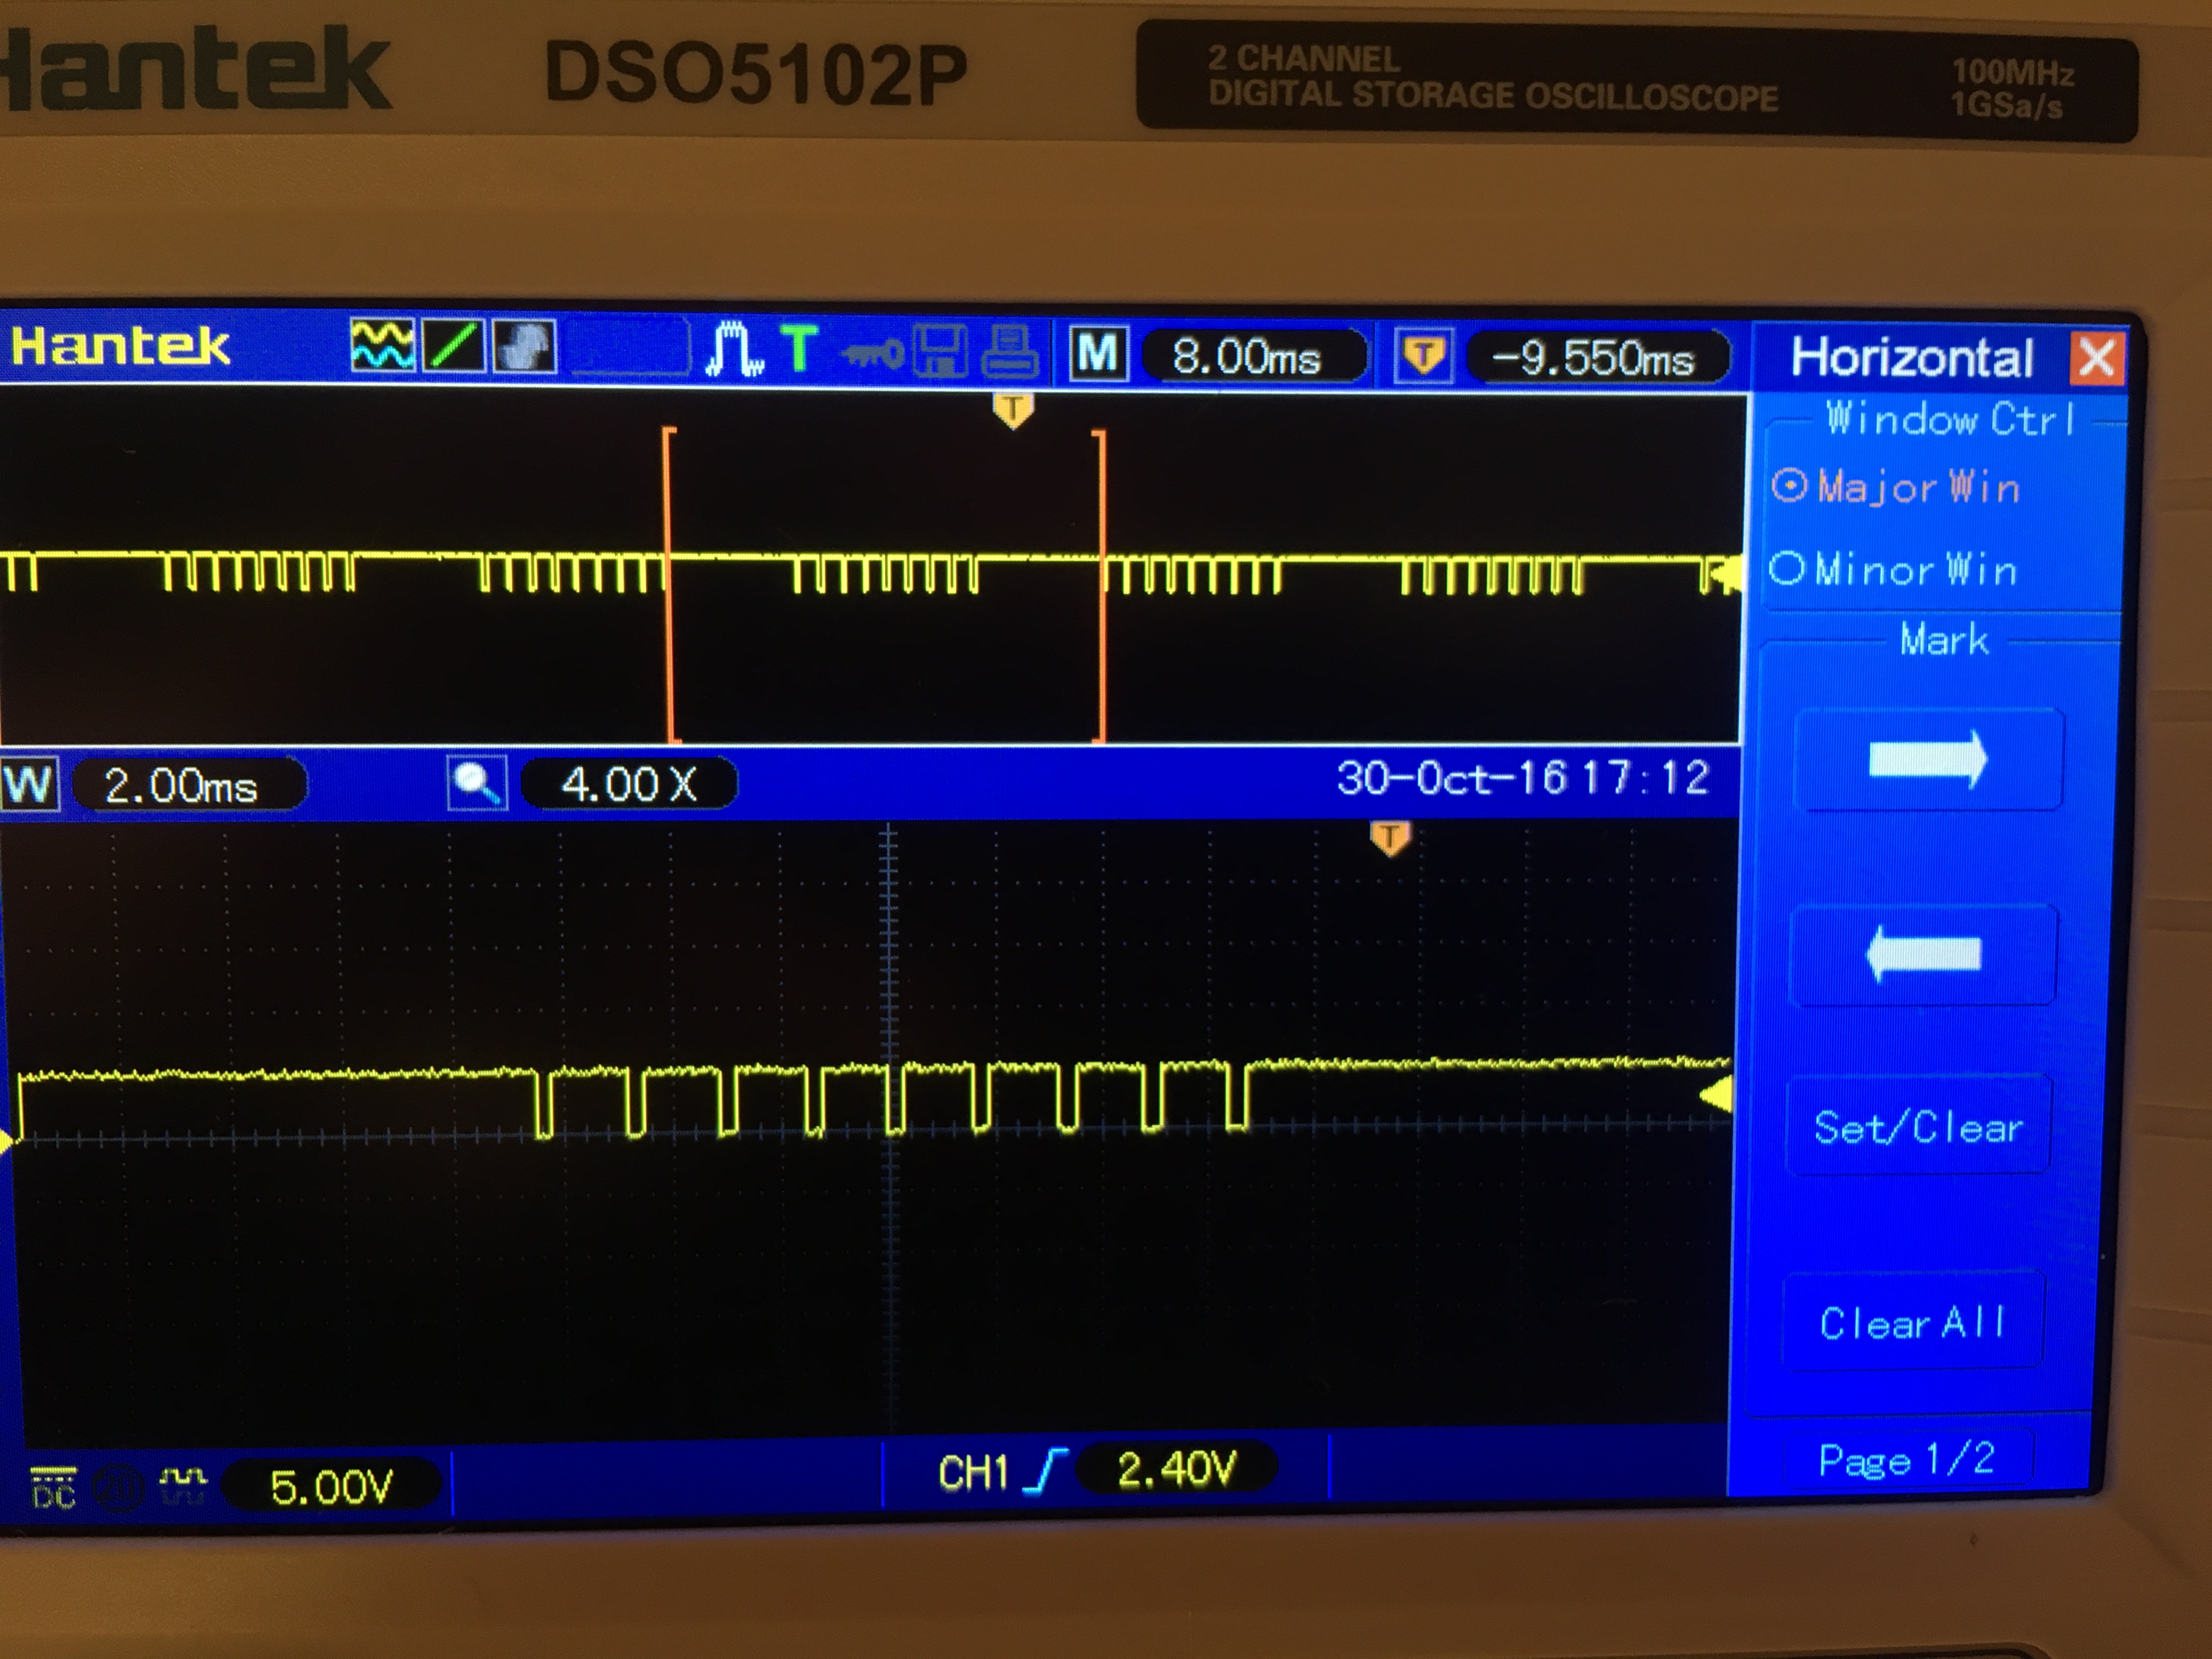 Hantek DSO5102P
2 CHANNEL
DIGITAL STORAGE OSCILLOSCOPE
100MHz
1GSa/s
Hantek T M 8.00ms T -9.550ms
Horizontal X
T
Window Ctrl
Major Win
Minor Win
Mark
W 2.00ms 4.00 X 30-Oct-16 17:12
T
Set/Clear
Clear All
DC 20 5.00V CH1 2.40V
Page 1/2